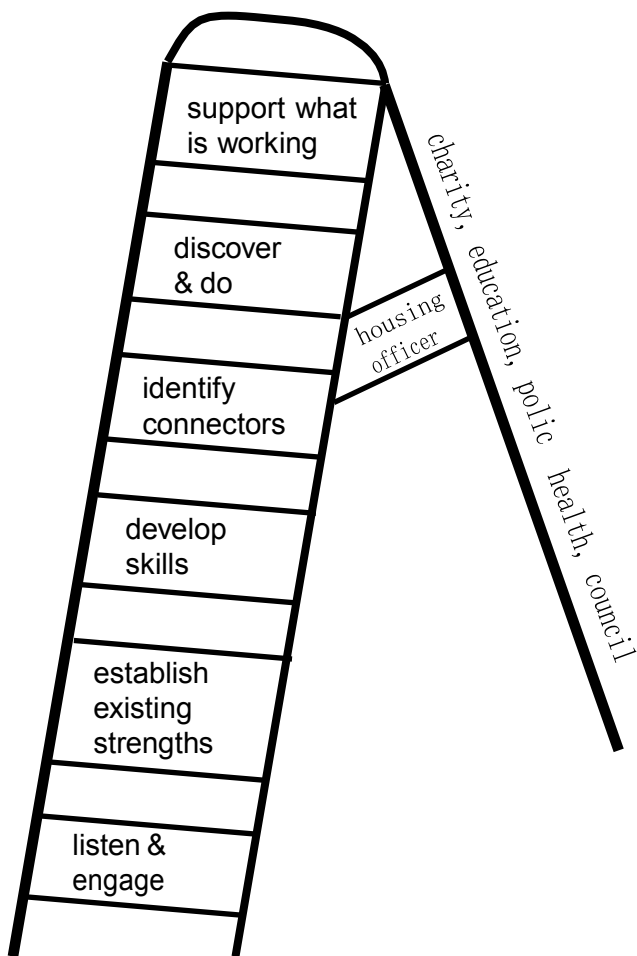 support what
is working
discover
& do
identify
connectors
develop
skills
establish
existing
strengths
listen &
engage
housing
officer
charity, education, polic health, council